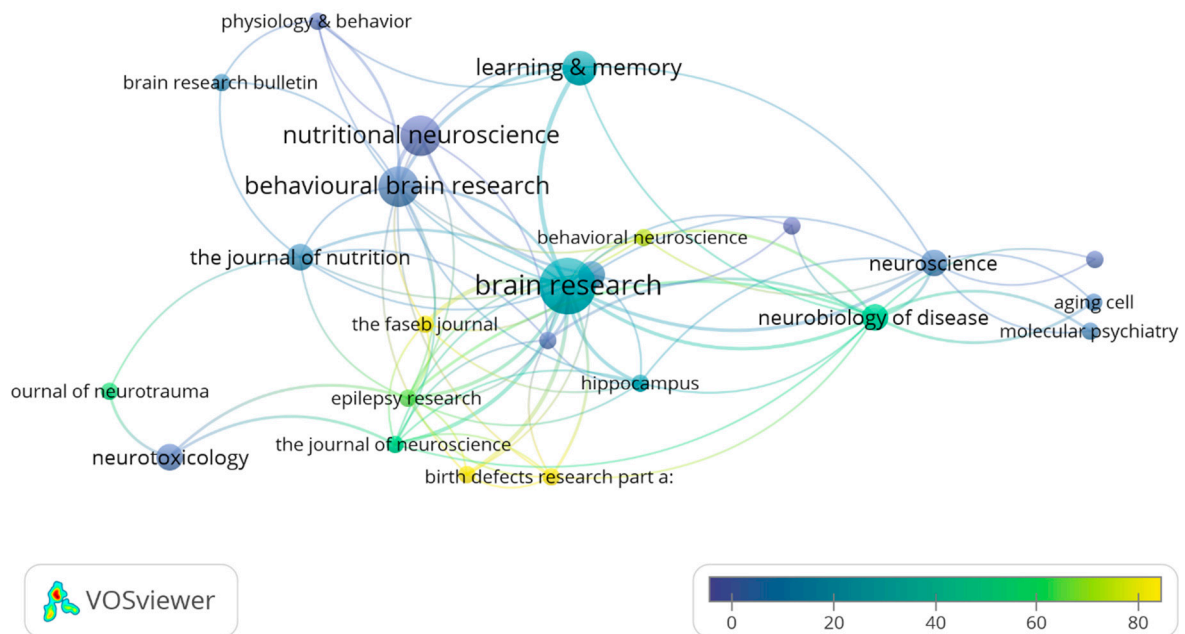 physiology & behavior
learning & memory
brain research bulletin
nutritional neuroscience
behavioural brain research
behavioral neuroscience
the journal of nutrition
neuroscience
brain research
aging cell
neurobiology of disease
the faseb journal
molecular psychiatry
hippocampus
ournal of neurotrauma
epilepsy research
the journal of neuroscience
neurotoxicology
birth defects research part a:
VOSviewer
0 20 40 60 80